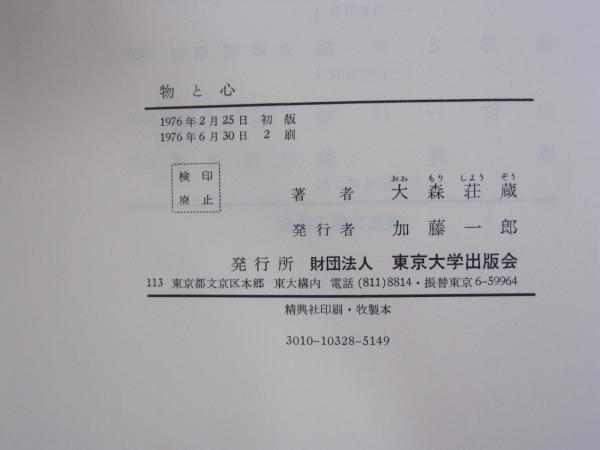 物と心
1976年2月25日 初版
1976年6月30日 2刷
検印
廃止
おお もり しよう ぞう
著者 大森荘蔵
発行者 加藤一郎
発行所 財団法人 東京大学出版会
113 東京都文京区本郷 東大構内 電話(811)8814・振替東京6-59964
精興社印刷・牧製本
3010-10328-5149